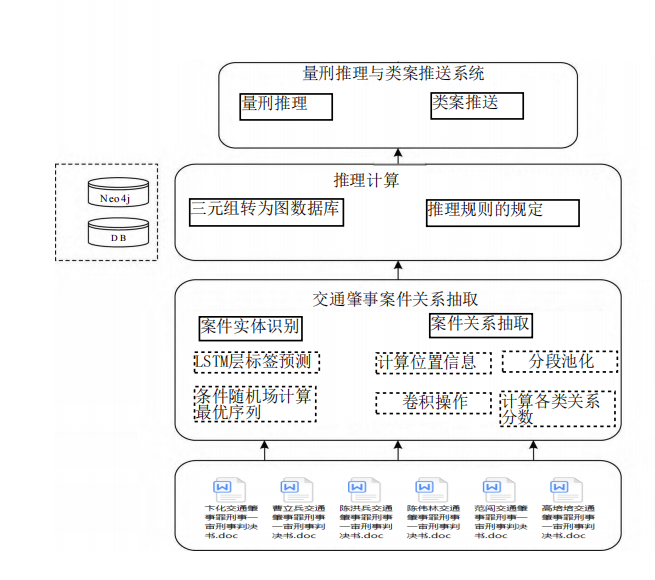 量刑推理与类案推送系统
量刑推理
类案推送
推理计算
Neo4j
DB
三元组转为图数据库
推理规则的规定
交通肇事案件关系抽取
案件实体识别
案件关系抽取
LSTM层标签预测
计算位置信息
分段池化
条件随机场计算
最优序列
卷积操作
计算各类关系
分数
卞化交通肇
事罪刑事一
审刑事判决
书.doc
曹立兵交通
肇事罪刑事
一审刑事判
决书.doc
陈洪兵交通
肇事罪刑事
一审刑事判
决书.doc
陈伟林交通
肇事罪刑事
一审刑事判
决书.doc
范闯交通肇
事罪刑事一
审刑事判决
书.doc
高培培交通
肇事罪刑事
一审刑事判
决书.doc